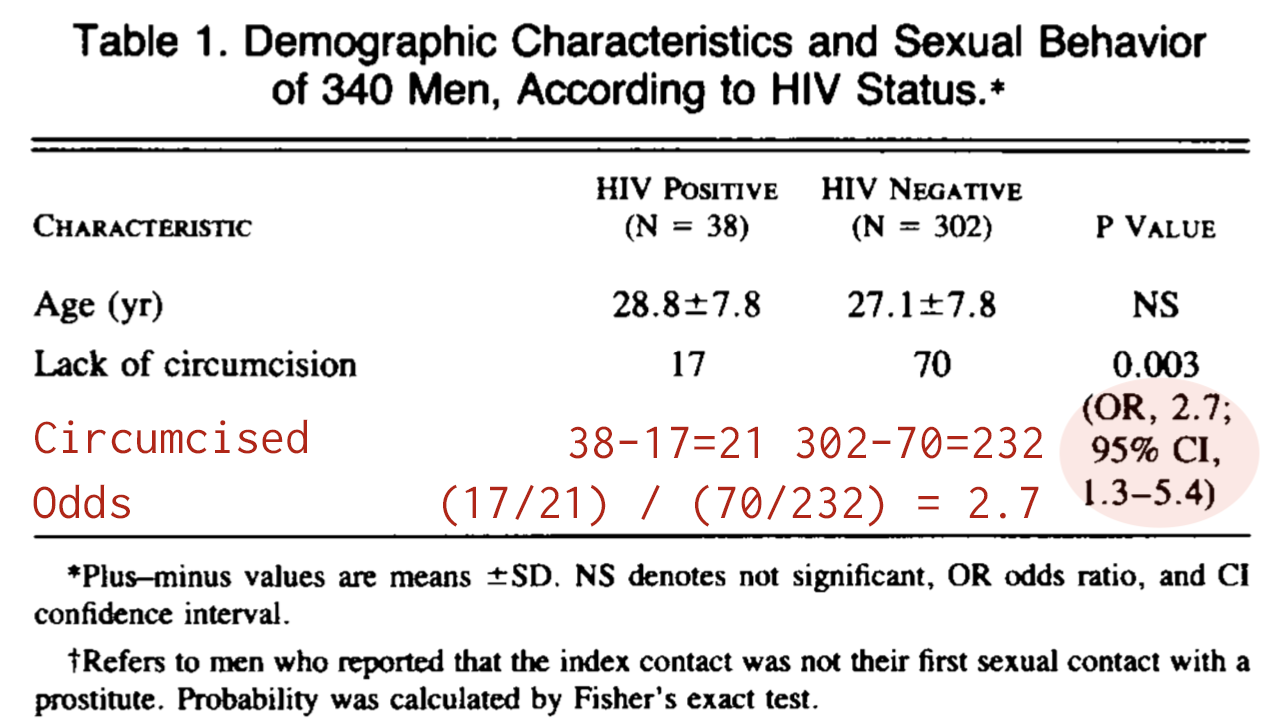 Table 1. Demographic Characteristics and Sexual Behavior
of 340 Men, According to HIV Status.*
HIV POSITIVE HIV NEGATIVE
CHARACTERISTIC (N = 38) (N = 302) P VALUE
Age (yr) 28.8±7.8 27.1±7.8 NS
Lack of circumcision 17 70 0.003
(OR, 2.7;
Circumcised 38-17=21 302-70=232 95% CI,
Odds (17/21) / (70/232) = 2.7 1.3–5.4)
*Plus–minus values are means ±SD. NS denotes not significant, OR odds ratio, and CI
confidence interval.
†Refers to men who reported that the index contact was not their first sexual contact with a
prostitute. Probability was calculated by Fisher's exact test.